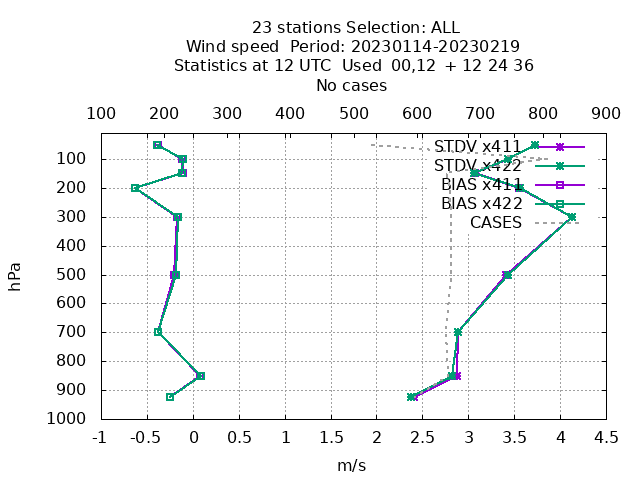 23 stations Selection: ALL
Wind speed  Period: 20230114-20230219
Statistics at 12 UTC  Used  00,12  + 12 24 36
No cases
100 200 300 400 500 600 700 800 900
STDV x411
STDV x422
BIAS x411
BIAS x422
CASES
100
200
300
400
500
600
700
800
900
1000
hPa
-1 -0.5 0 0.5 1 1.5 2 2.5 3 3.5 4 4.5
m/s